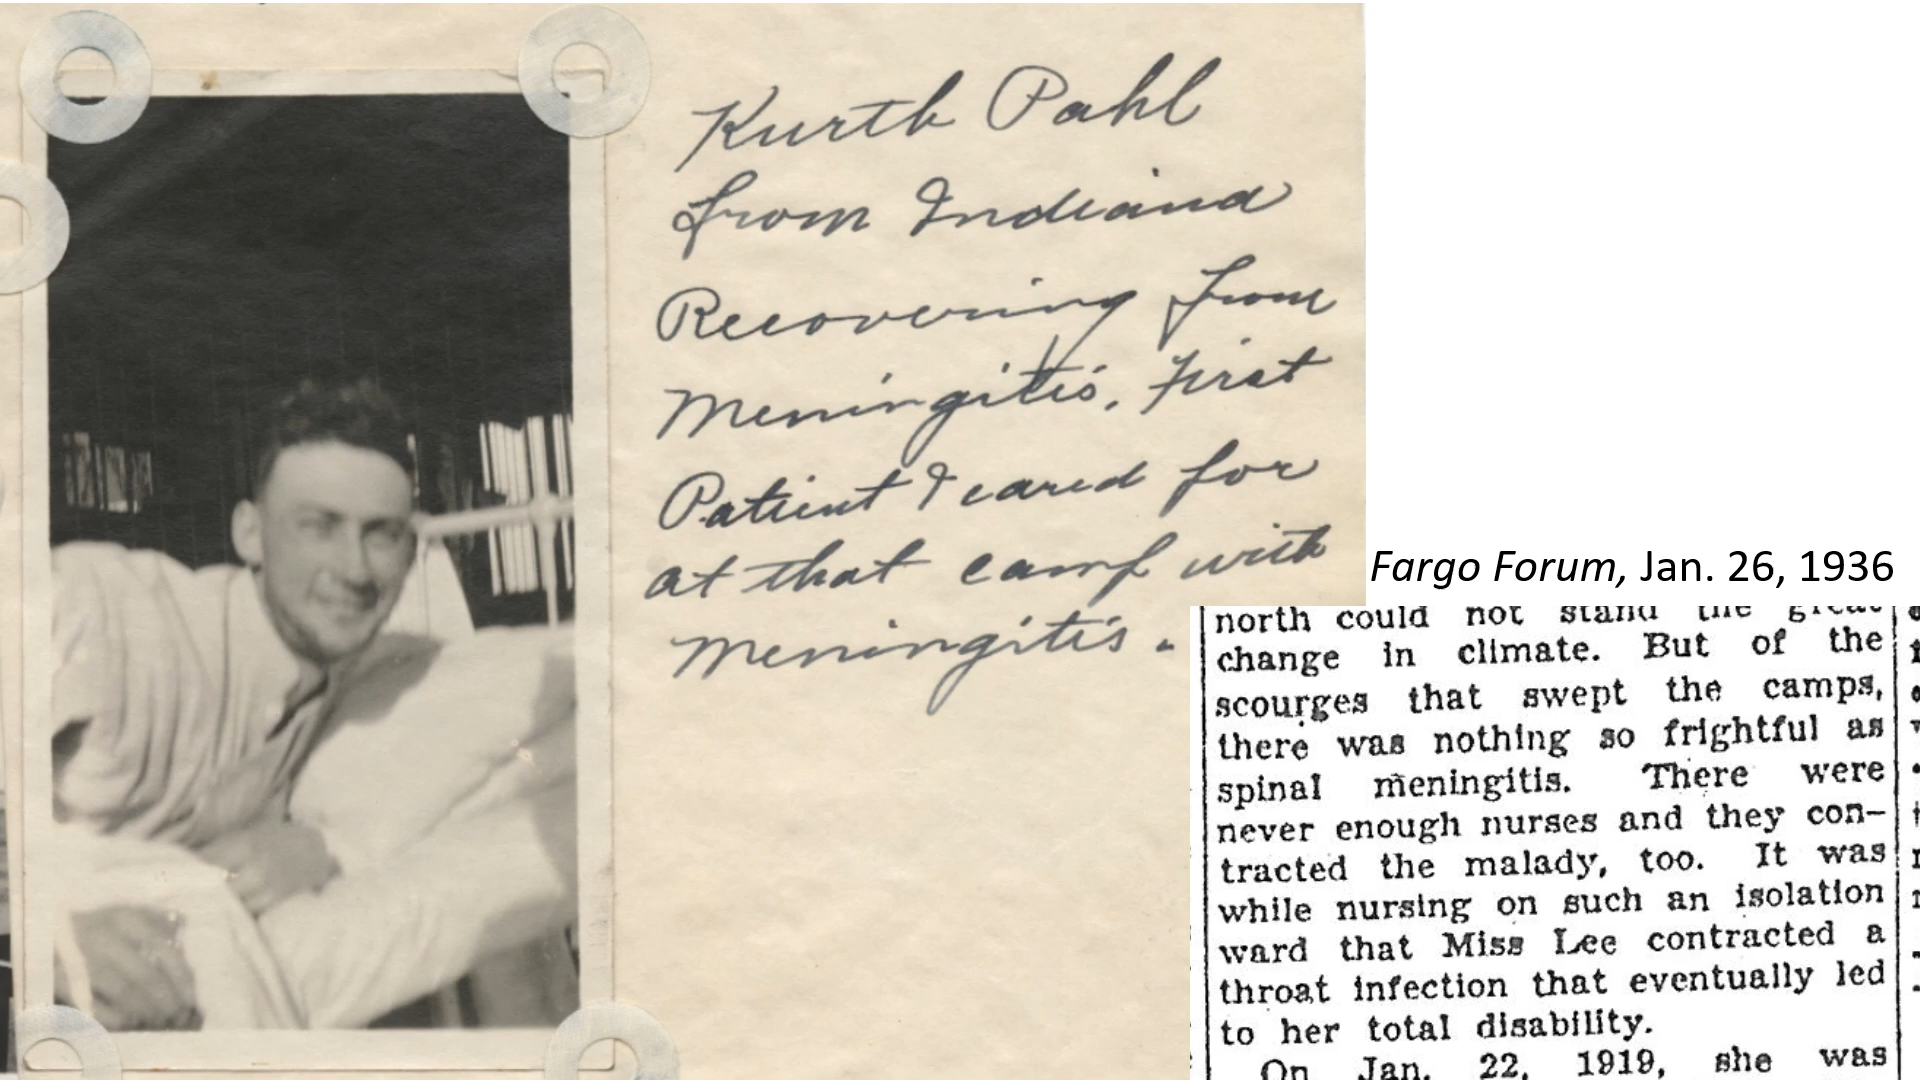 Kurth Pahl
from Indiana
Recovering from
Meningitis. First
Patient I cared for
at that camp with
meningitis.
Fargo Forum, Jan. 26, 1936
north could not stand the great
change in climate. But of the
scourges that swept the camps,
there was nothing so frightful as
spinal meningitis. There were
never enough nurses and they con-
tracted the malady, too. It was
while nursing on such an isolation
ward that Miss Lee contracted a
throat infection that eventually led
to her total disability.
On Jan. 22, 1919, she was